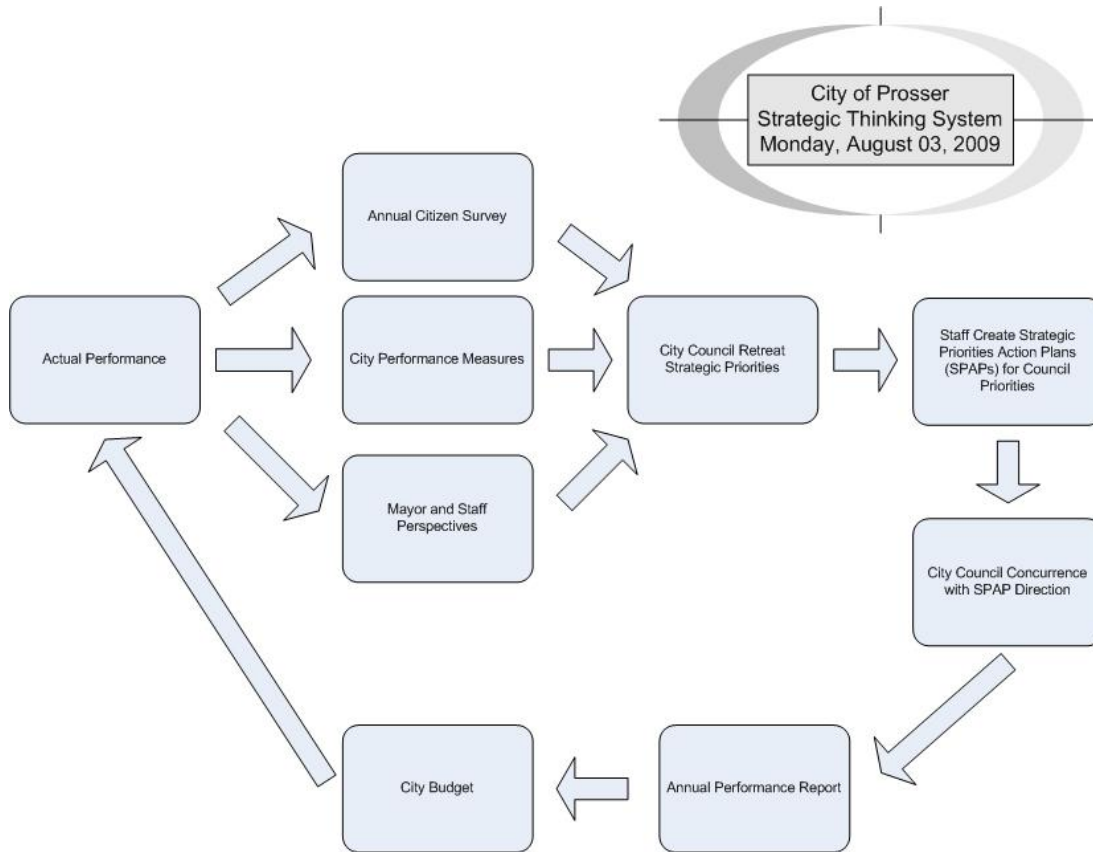 City of Prosser
Strategic Thinking System
Monday, August 03, 2009
Annual Citizen Survey
Actual Performance
City Performance Measures
City Council Retreat
Strategic Priorities
Staff Create Strategic
Priorities Action Plans
(SPAPs) for Council
Priorities
Mayor and Staff
Perspectives
City Council Concurrence
with SPAP Direction
City Budget
Annual Performance Report